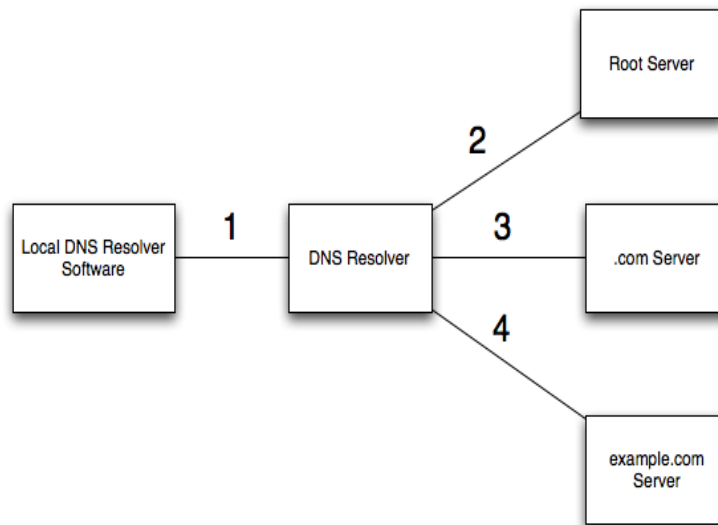 Root Server
2
1
3
Local DNS Resolver
Software
DNS Resolver
.com Server
4
example.com
Server